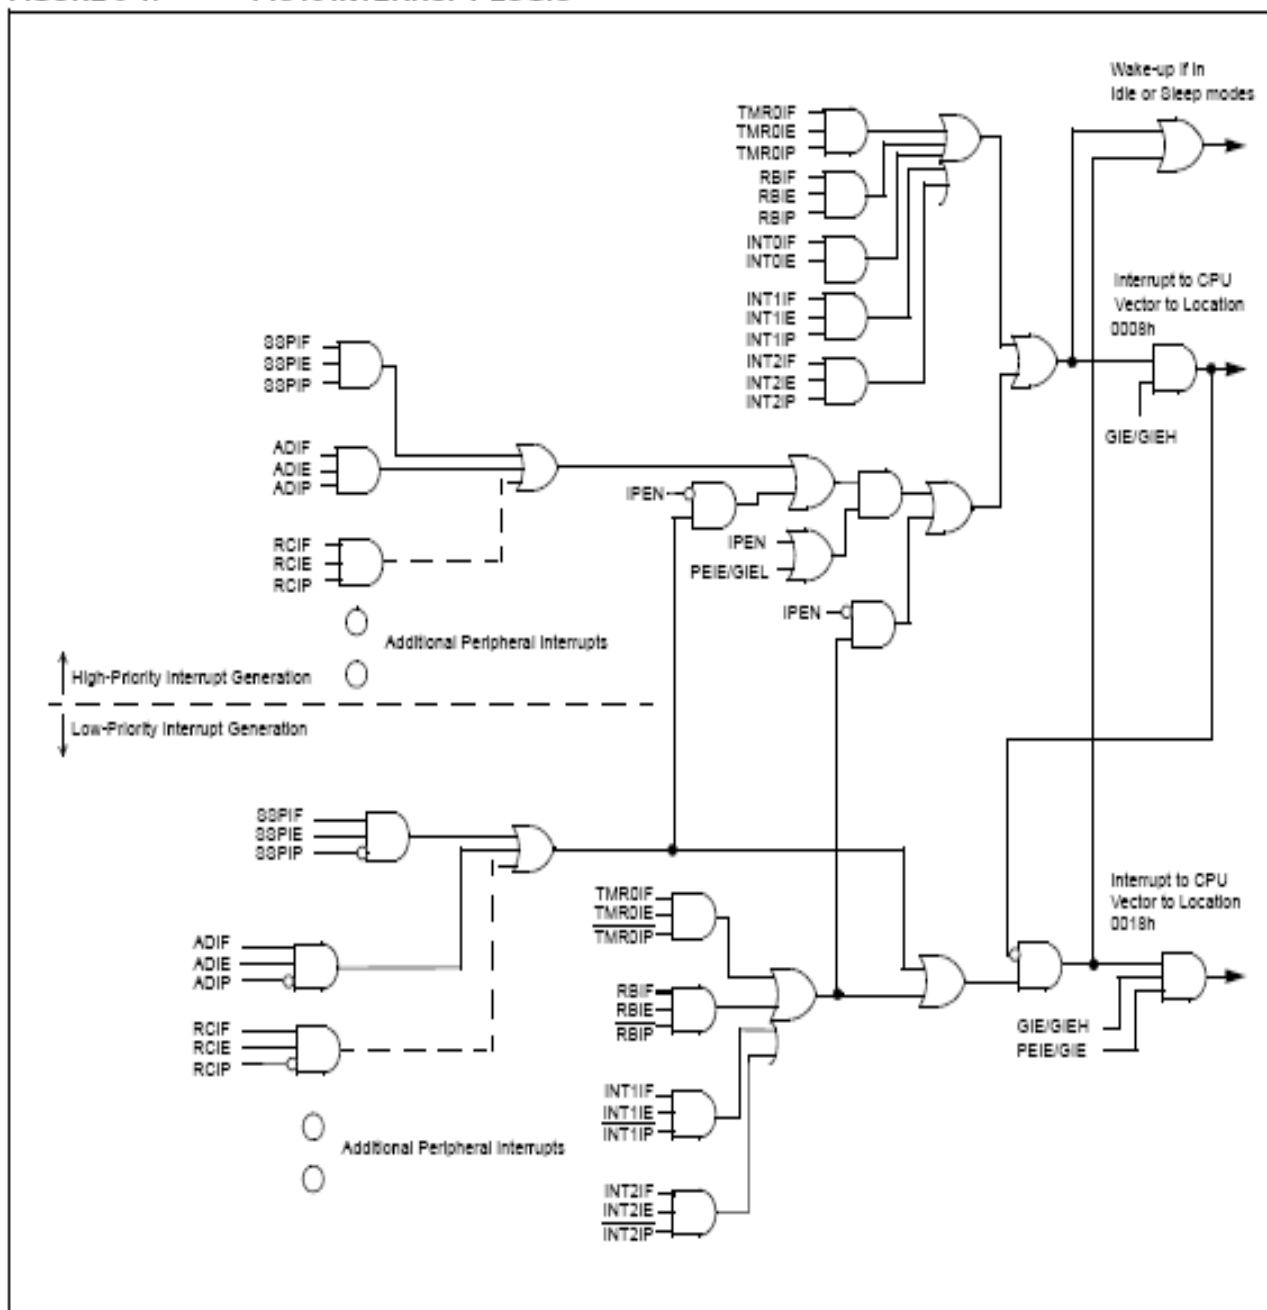 Wake-up if in
Idle or Sleep modes
TMR0IF
TMR0IE
TMR0IP
RBIF
RBIE
RBIP
INT0IF
INT0IE
INT1IF
INT1IE
INT1IP
INT2IF
INT2IE
INT2IP
Interrupt to CPU
Vector to Location
0008h
GIE/GIEH
SSPIF
SSPIE
SSPIP
ADIF
ADIE
ADIP
RCIF
RCIE
RCIP
IPEN
IPEN
PEIE/GIEL
IPEN
Additional Peripheral Interrupts
High-Priority Interrupt Generation
Low-Priority Interrupt Generation
SSPIF
SSPIE
SSPIP
ADIF
ADIE
ADIP
RCIF
RCIE
RCIP
Additional Peripheral Interrupts
TMR0IF
TMR0IE
TMR0IP
RBIF
RBIE
RBIP
INT1IF
INT1IE
INT1IP
INT2IF
INT2IE
INT2IP
Interrupt to CPU
Vector to Location
0018h
GIE/GIEH
PEIE/GIE